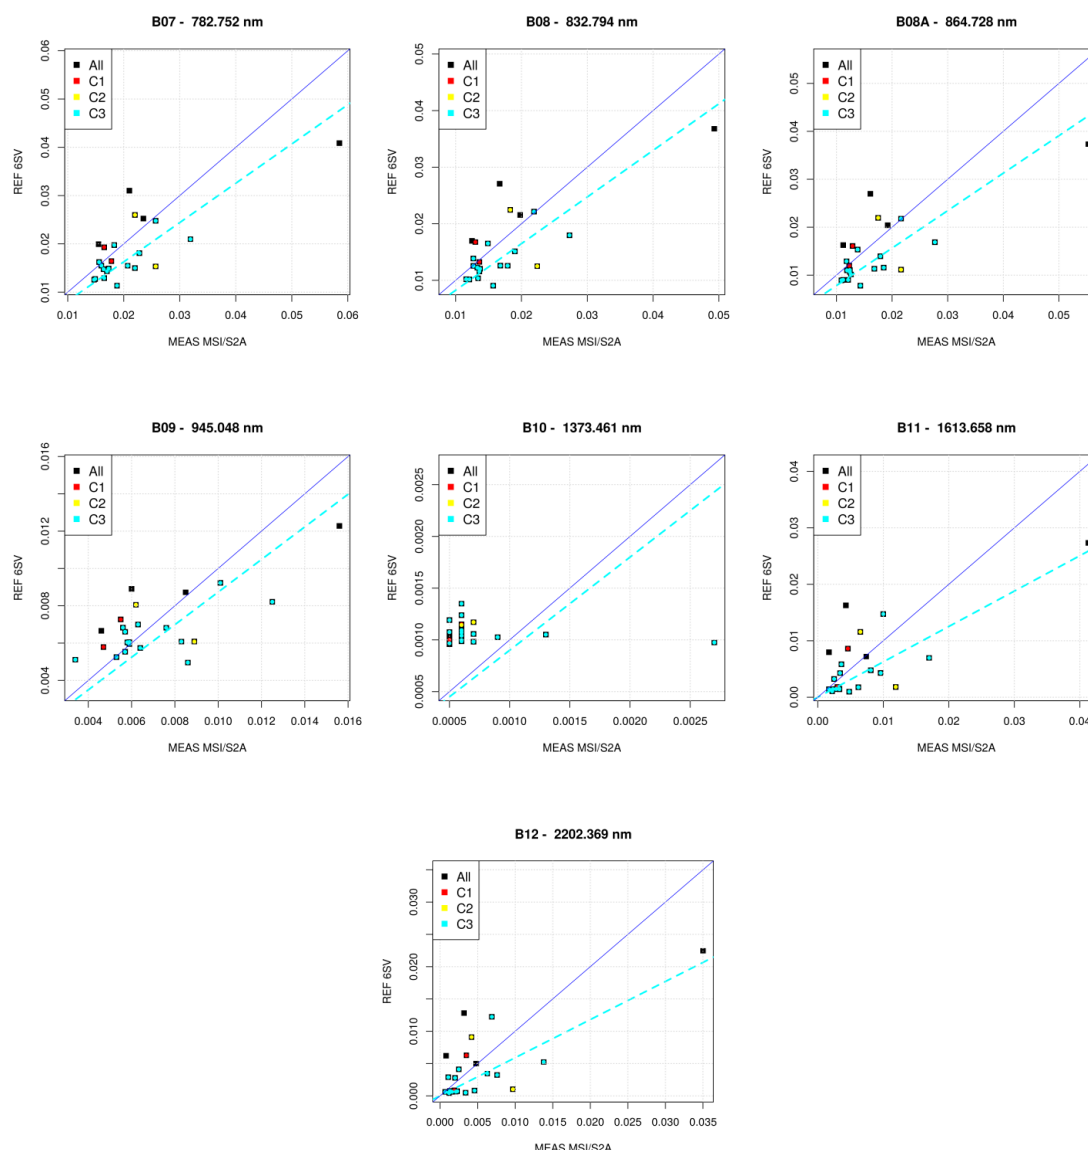 B07 - 782.752 nm
B08 - 832.794 nm
B08A - 864.728 nm
0.06
0.05
0.04
0.03
0.02
0.01
REF 6SV
All
C1
C2
C3
0.01 0.02 0.03 0.04 0.05 0.06
MEAS MSI/S2A
0.05
0.04
0.03
0.02
0.01
REF 6SV
All
C1
C2
C3
0.01 0.02 0.03 0.04 0.05
MEAS MSI/S2A
0.05
0.04
0.03
0.02
0.01
REF 6SV
All
C1
C2
C3
0.01 0.02 0.03 0.04 0.05
MEAS MSI/S2A
B09 - 945.048 nm
B10 - 1373.461 nm
B11 - 1613.658 nm
0.016
0.012
0.008
0.004
REF 6SV
All
C1
C2
C3
0.004 0.006 0.008 0.010 0.012 0.014 0.016
MEAS MSI/S2A
0.0025
0.0020
0.0015
0.0010
0.0005
REF 6SV
All
C1
C2
C3
0.0005 0.0010 0.0015 0.0020 0.0025
MEAS MSI/S2A
0.04
0.03
0.02
0.01
0.00
REF 6SV
All
C1
C2
C3
0.00 0.01 0.02 0.03
MEAS MSI/S2A
B12 - 2202.369 nm
0.030
0.020
0.010
0.000
REF 6SV
All
C1
C2
C3
0.000 0.005 0.010 0.015 0.020 0.025 0.030 0.035
MEAS MSI/S2A